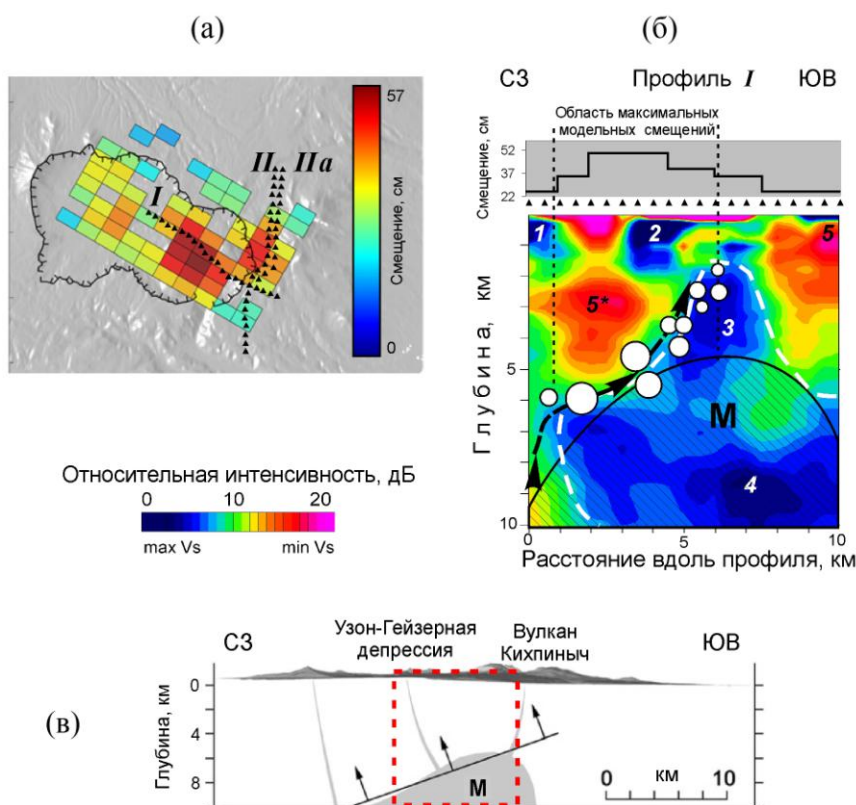 (а)
57
Смещение, см
0
I
II
IIа
(б)
СЗ Профиль I ЮВ
Область максимальных
модельных смещений
Смещение, см
52
37
22
1
2
5
5*
3
М
4
Глубина, км
5
10
0 5 10
Расстояние вдоль профиля, км
Относительная интенсивность, дБ
0 10 20
max Vs min Vs
(в)
СЗ
Узон-Гейзерная
депрессия
Вулкан
Кихпиныч
ЮВ
Глубина, км
0
4
8
М
0 км 10